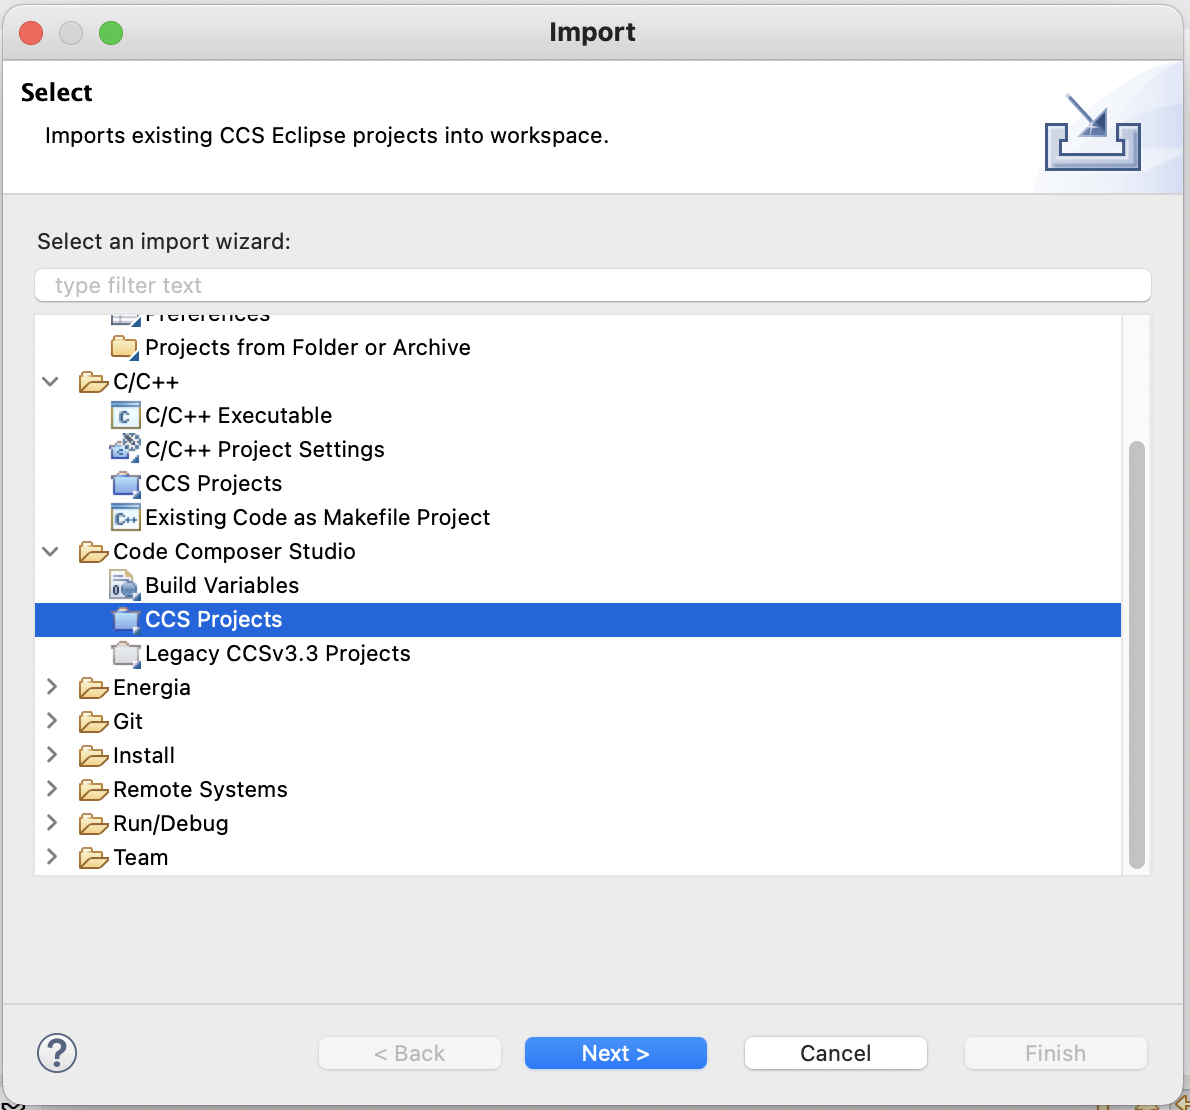 Import
Select
Imports existing CCS Eclipse projects into workspace.
Select an import wizard:
type filter text
Preferences
Projects from Folder or Archive
C/C++
C/C++ Executable
C/C++ Project Settings
CCS Projects
Existing Code as Makefile Project
Code Composer Studio
Build Variables
CCS Projects
Legacy CCSv3.3 Projects
Energia
Git
Install
Remote Systems
Run/Debug
Team
< Back
Next >
Cancel
Finish